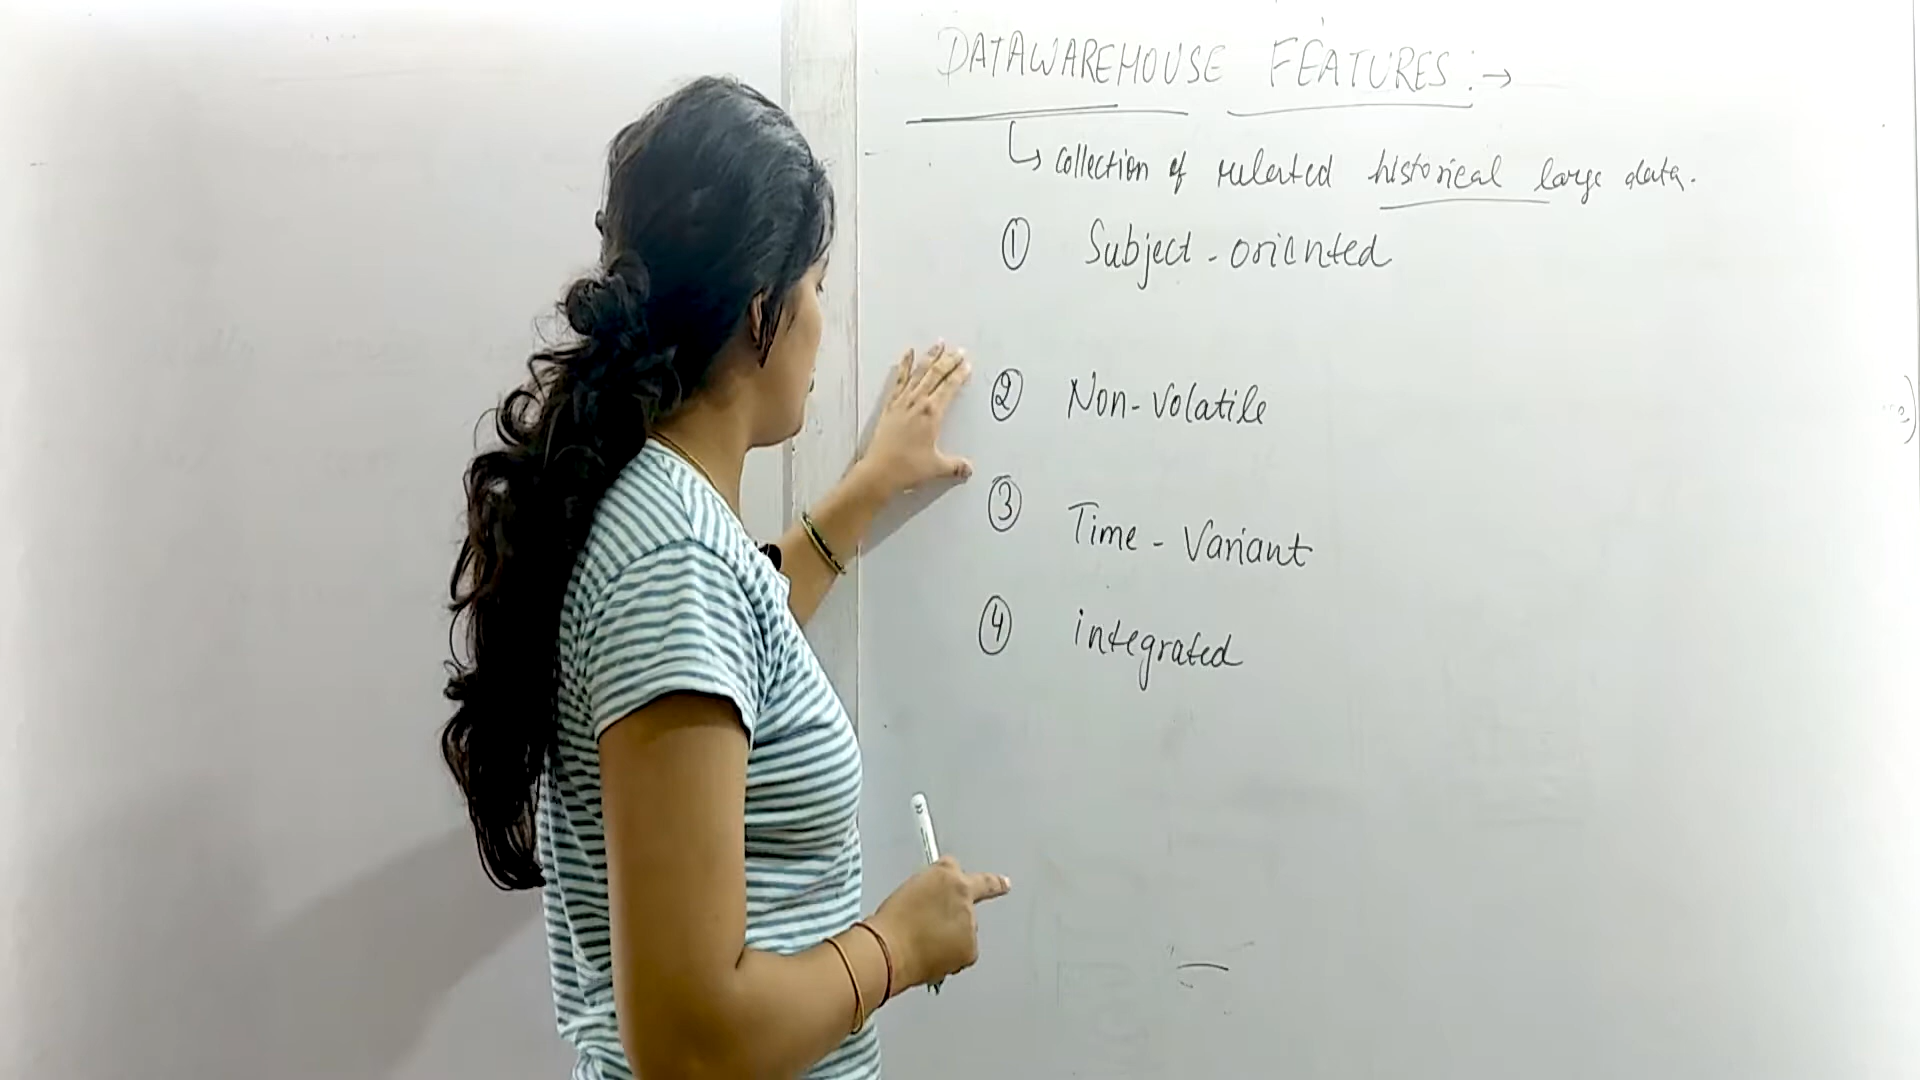 DATAWAREHOUSE FEATURES :→
↳ collection of related historical large data.
① Subject-oriented
② Non-volatile
③ Time-Variant
④ integrated